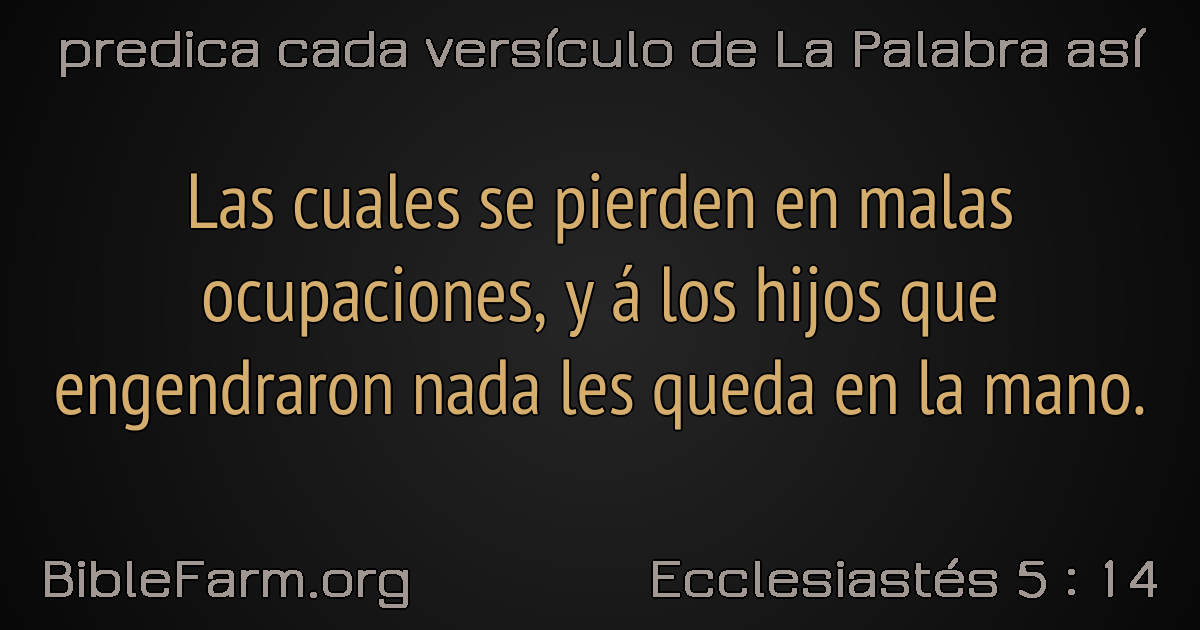 predica cada versículo de La Palabra así
Las cuales se pierden en malas
ocupaciones, y á los hijos que
engendraron nada les queda en la mano.
BibleFarm.org
Ecclesiastés 5 : 14